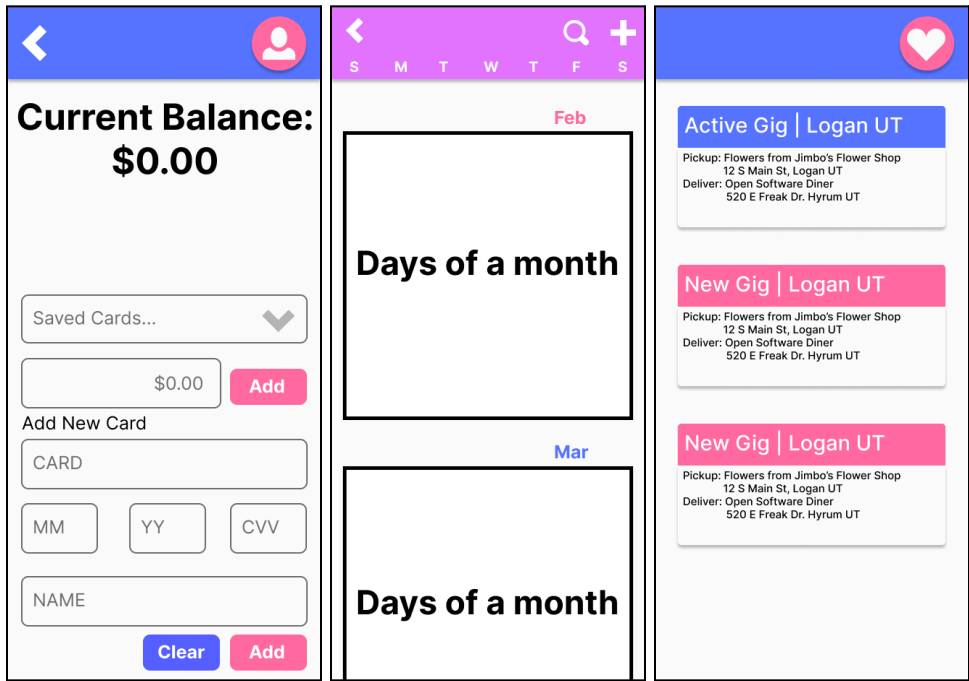 Current Balance:
$0.00
Saved Cards...
$0.00 Add
Add New Card
CARD
MM YY CVV
NAME
Clear Add
S M T W T F S
Feb
Days of a month
Mar
Days of a month
Active Gig | Logan UT
Pickup: Flowers from Jimbo’s Flower Shop
12 S Main St, Logan UT
Deliver: Open Software Diner
520 E Freak Dr. Hyrum UT
New Gig | Logan UT
Pickup: Flowers from Jimbo’s Flower Shop
12 S Main St, Logan UT
Deliver: Open Software Diner
520 E Freak Dr. Hyrum UT
New Gig | Logan UT
Pickup: Flowers from Jimbo’s Flower Shop
12 S Main St, Logan UT
Deliver: Open Software Diner
520 E Freak Dr. Hyrum UT